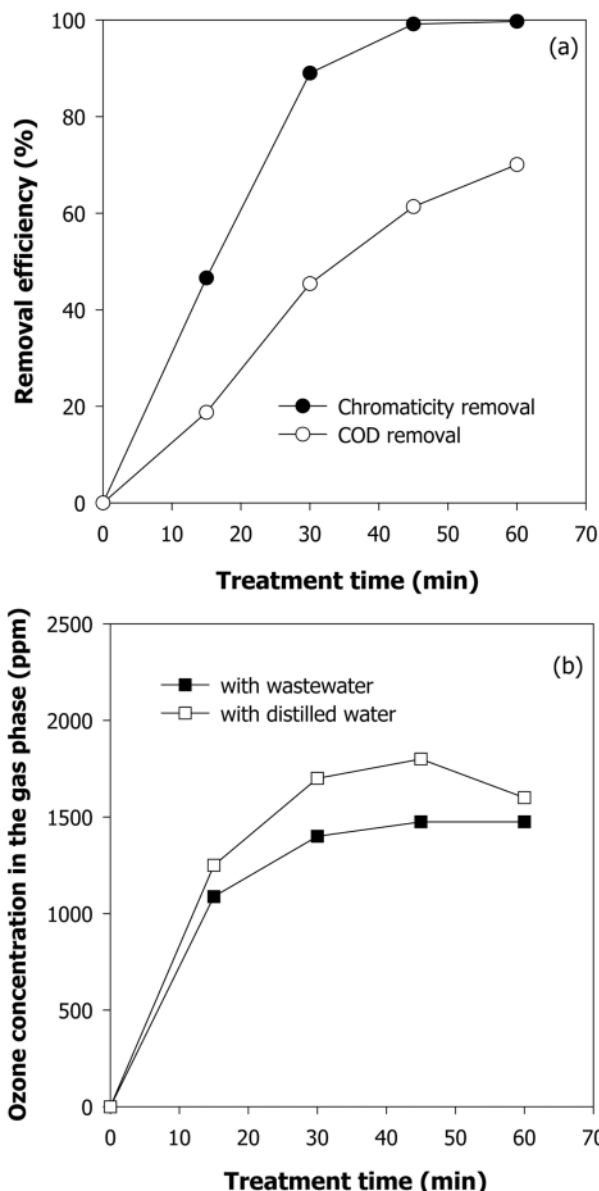 100
80
60
40
20
0
0 10 20 30 40 50 60 70
Removal efficiency (%)
(a)
Chromaticity removal
COD removal
Treatment time (min)
2500
2000
1500
1000
500
0
0 10 20 30 40 50 60 70
Ozone concentration in the gas phase (ppm)
(b)
with wastewater
with distilled water
Treatment time (min)